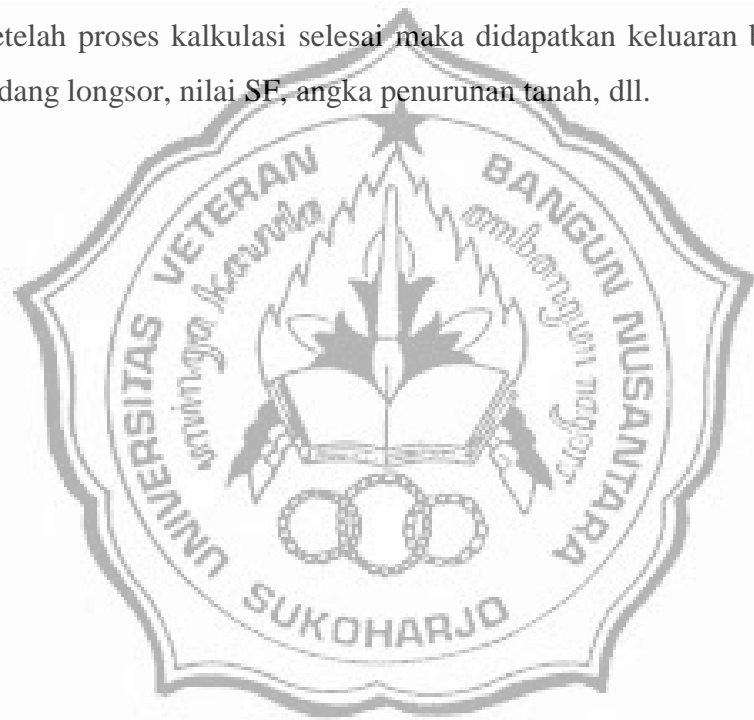 etelah proses kalkulasi selesai maka didapatkan keluaran b
dang longsor, nilai SF, angka penurunan tanah, dll.
UNIVERSITAS VETERAN BANGUN NUSANTARA
SUKOHARJO